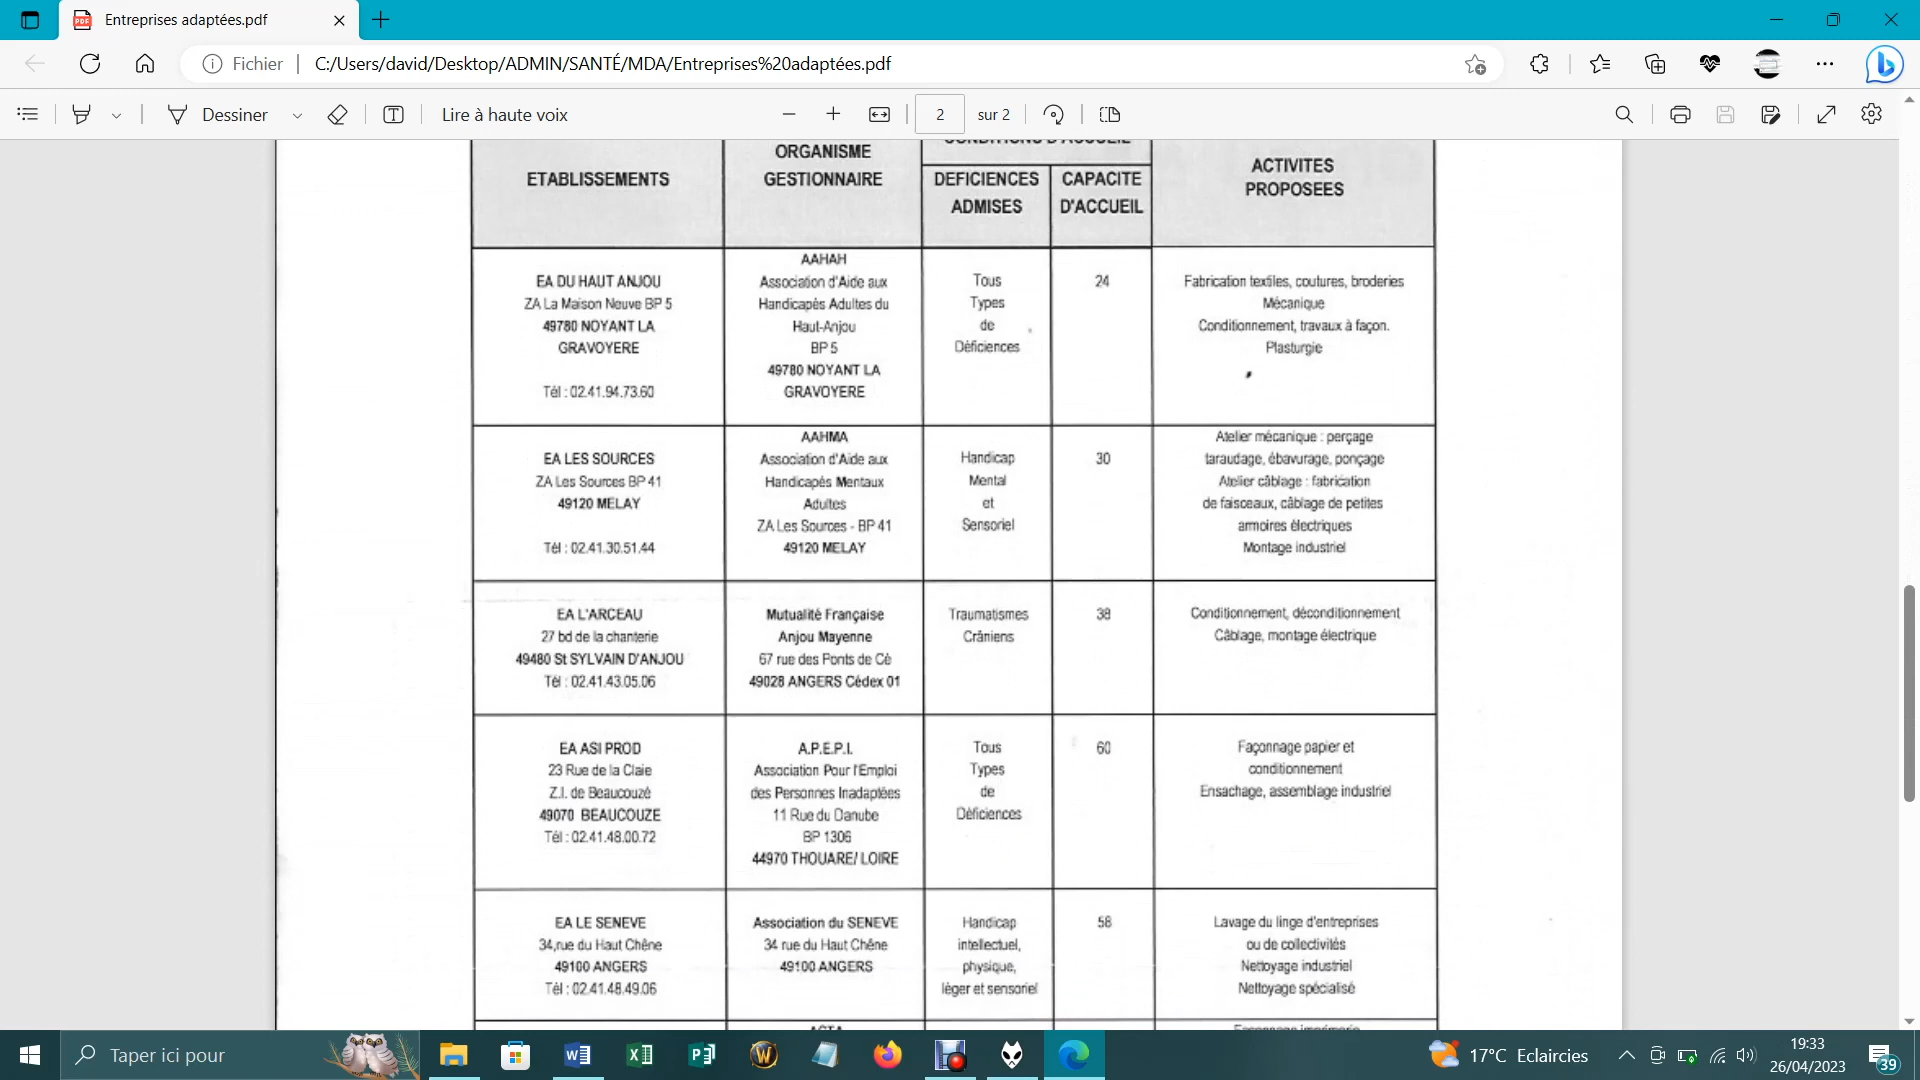 Entreprises adaptées.pdf
Fichier
C:/Users/david/Desktop/ADMIN/SANTÉ/MDA/Entreprises%20adaptées.pdf
Dessiner
Lire à haute voix
2
sur 2
CONDITIONS D'ACCUEIL
ETABLISSEMENTS
ORGANISME
GESTIONNAIRE
DEFICIENCES
ADMISES
CAPACITE
D'ACCUEIL
ACTIVITES
PROPOSEES
EA DU HAUT ANJOU
ZA La Maison Neuve BP 5
49780 NOYANT LA
GRAVOYERE
Tél : 02.41.94.73.60
AAHAH
Association d'Aide aux
Handicapés Adultes du
Haut-Anjou
BP 5
49780 NOYANT LA
GRAVOYERE
Tous
Types
de
Déficiences
24
Fabrication textiles, coutures, broderies
Mécanique
Conditionnement, travaux à façon.
Plasturgie
EA LES SOURCES
ZA Les Sources BP 41
49120 MELAY
Tél : 02.41.30.51.44
AAHMA
Association d'Aide aux
Handicapés Mentaux
Adultes
ZA Les Sources - BP 41
49120 MELAY
Handicap
Mental
et
Sensoriel
30
Atelier mécanique : perçage
taraudage, ébavurage, ponçage
Atelier câblage : fabrication
de faisceaux, câblage de petites
armoires électriques
Montage industriel
EA L'ARCEAU
27 bd de la chanterie
49480 St SYLVAIN D'ANJOU
Tél : 02.41.43.05.06
Mutualité Française
Anjou Mayenne
67 rue des Ponts de Cé
49028 ANGERS Cédex 01
Traumatismes
Crâniens
38
Conditionnement, déconditionnement
Câblage, montage électrique
EA ASI PROD
23 Rue de la Claie
Z.I. de Beaucouzé
49070 BEAUCOUZE
Tél : 02.41.48.00.72
A.P.E.P.I.
Association Pour l'Emploi
des Personnes Inadaptées
11 Rue du Danube
BP 1306
44970 THOUARE/ LOIRE
Tous
Types
de
Déficiences
60
Façonnage papier et
conditionnement
Ensachage, assemblage industriel
EA LE SENEVE
34,rue du Haut Chêne
49100 ANGERS
Tél : 02.41.48.49.06
Association du SENEVE
34 rue du Haut Chêne
49100 ANGERS
Handicap
intellectuel,
physique,
léger et sensoriel
58
Lavage du linge d'entreprises
ou de collectivités
Nettoyage industriel
Nettoyage spécialisé
ACTA
Façonnage imprimerie
Taper ici pour
17°C Eclaircies
19:33
26/04/2023
39